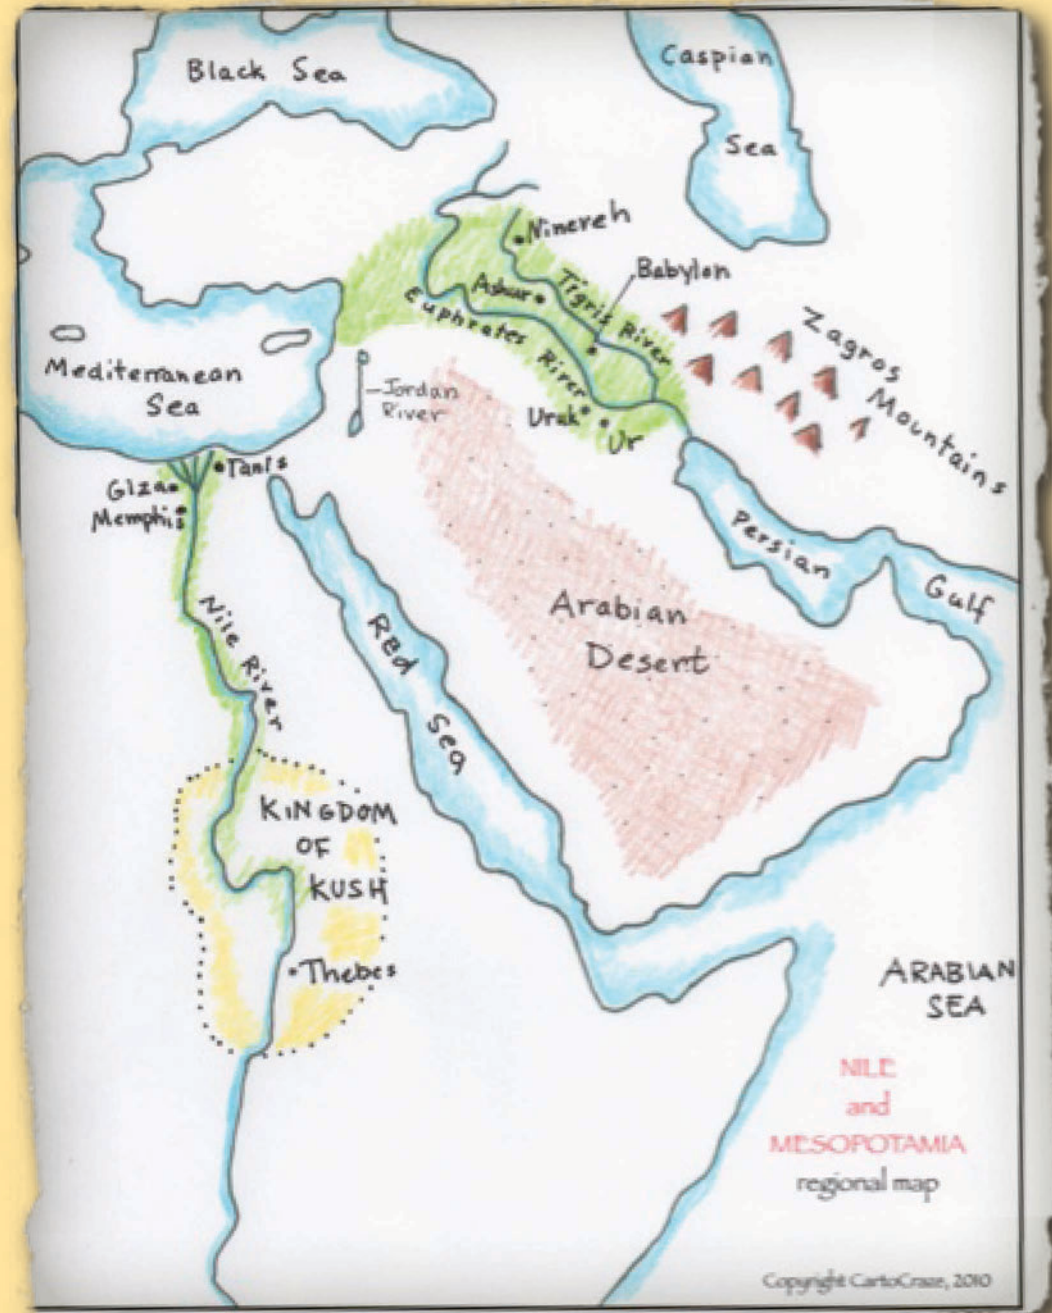 Black Sea
Caspian
Sea
Ninereh
Babylon
Ashur
Tigris River
Euphrates River
Zagros
Mountains
Mediterranean
Sea
Jordan
River
Uruk
Ur
Tanis
Giza
Memphis
Persian
Gulf
Nile River
Arabian
Desert
Red
Sea
KINGDOM
OF
KUSH
Thebes
ARABIAN
SEA
NILE
and
MESOPOTAMIA
regional map
Copyright CartoCraze, 2010